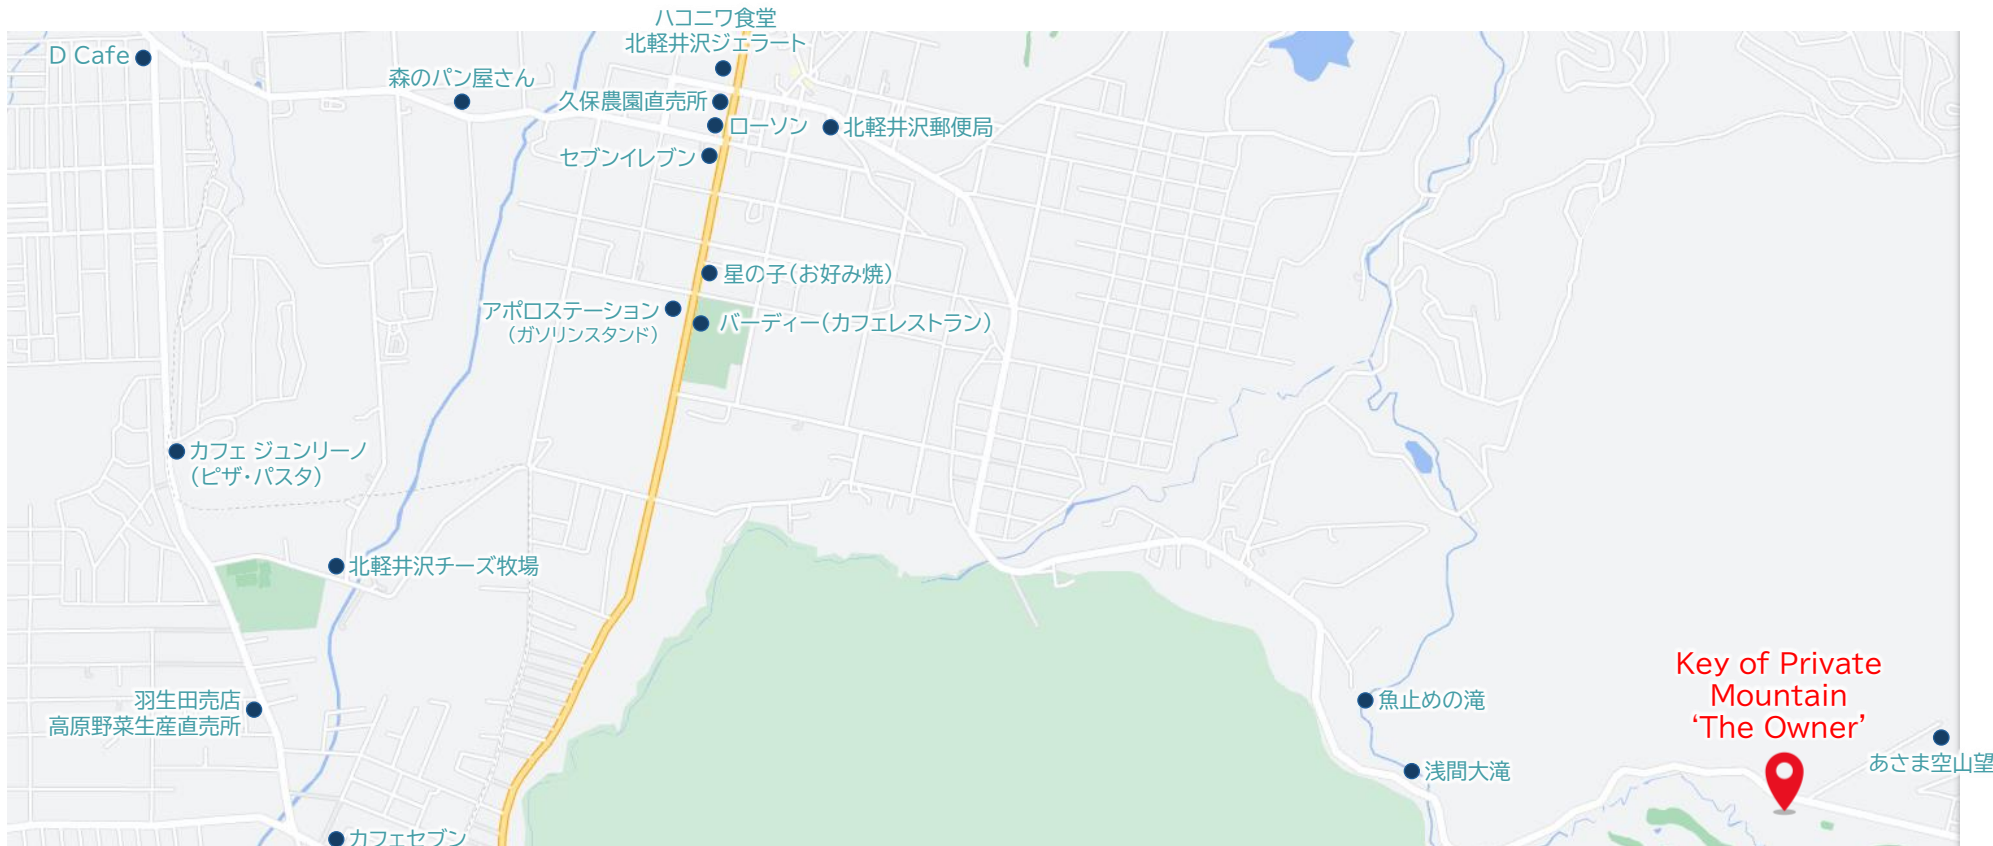 ハコニワ食堂
北軽井沢ジェラート
D Cafe
森のパン屋さん
久保農園直売所
ローソン
北軽井沢郵便局
セブンイレブン
星の子（お好み焼）
アポロステーション
（ガソリンスタンド）
バーディー（カフェレストラン）
カフェ ジュンリーノ
（ピザ・パスタ）
北軽井沢チーズ牧場
羽生田売店
高原野菜生産直売所
魚止めの滝
浅間大滝
Key of Private
Mountain
‘The Owner’
あさま空山望
カフェセブン